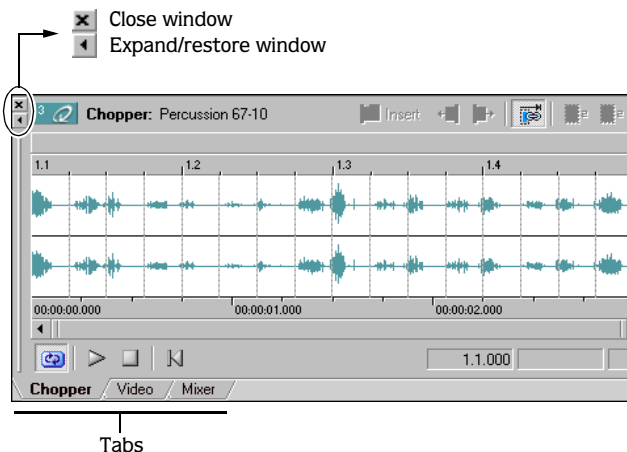 Close window
Expand/restore window
3 Chopper: Percussion 67-10 Insert
1.1 1.2 1.3 1.4
00:00:00.000 00:00:01.000 00:00:02.000
1.1.000
Chopper Video Mixer
Tabs